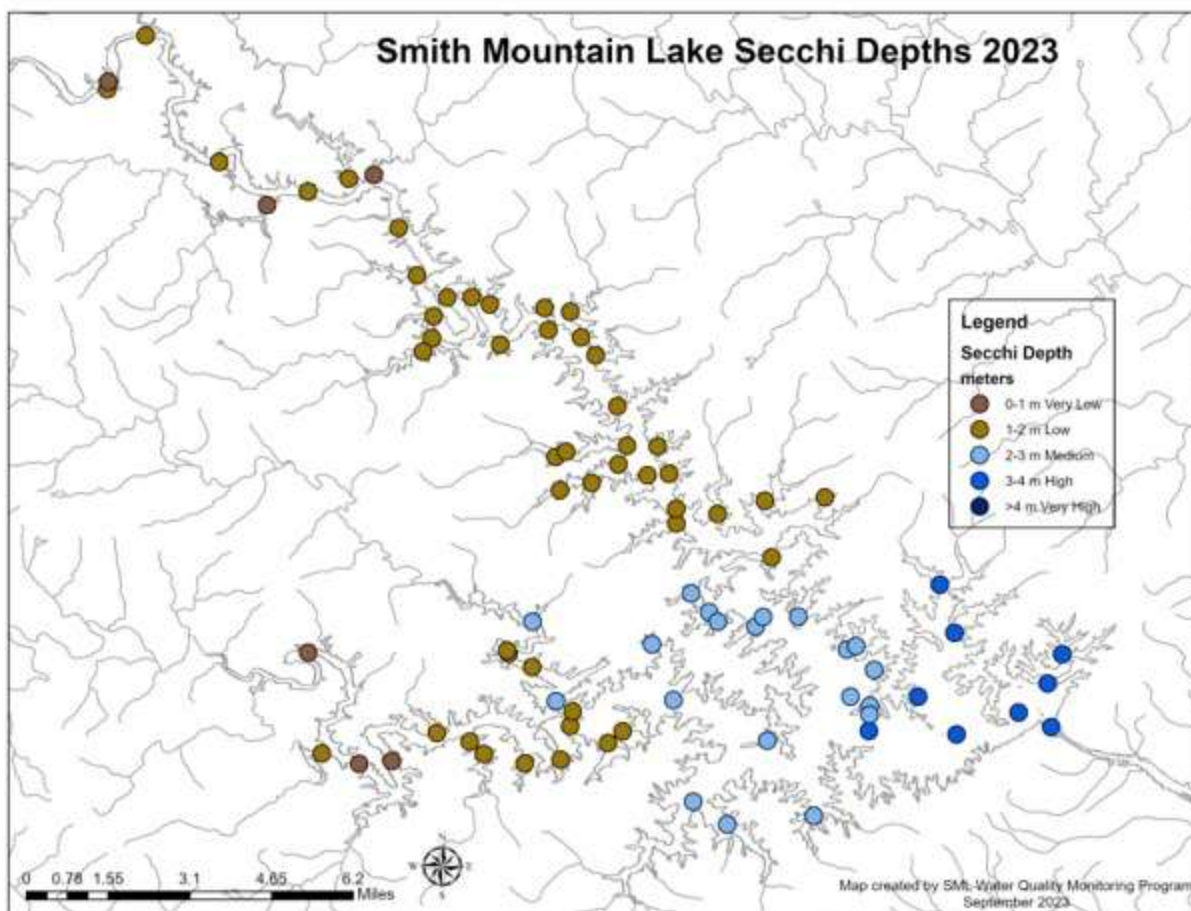 Smith Mountain Lake Secchi Depths 2023
Legend
Secchi Depth
meters
0-1 m Very Low
1-2 m Low
2-3 m Medium
3-4 m High
>4 m Very High
W E
S
0 0.78 1.55 3.1 4.65 6.2
Miles
Map created by SML-Water Quality Monitoring Program
September 2023